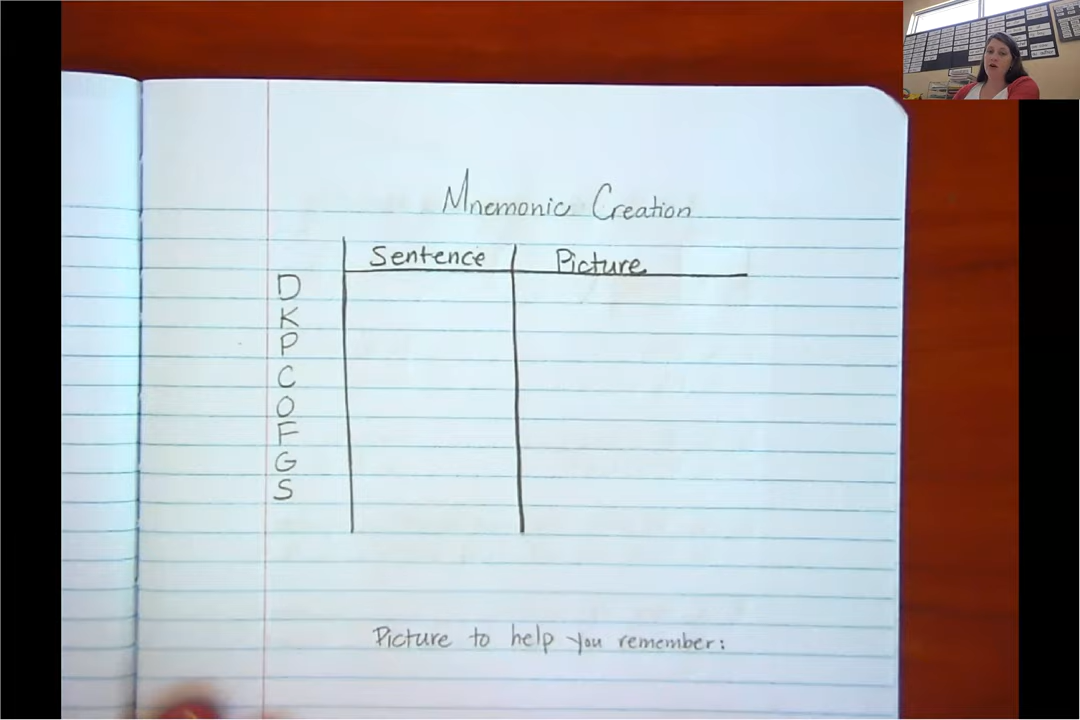 Mnemonic Creation
Sentence Picture
D
K
P
C
O
F
G
S
Picture to help you remember: